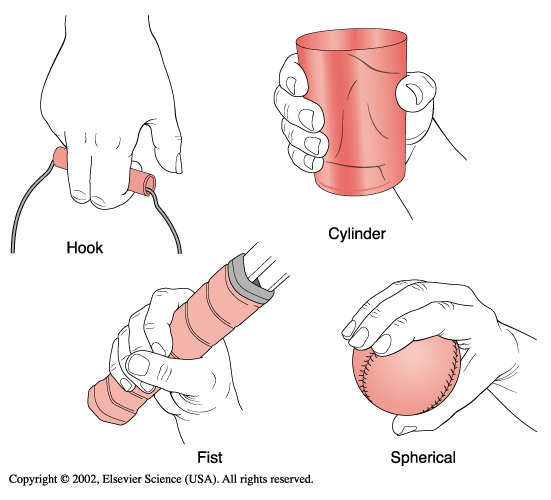 Hook
Cylinder
Fist
Spherical
Copyright © 2002, Elsevier Science (USA). All rights reserved.